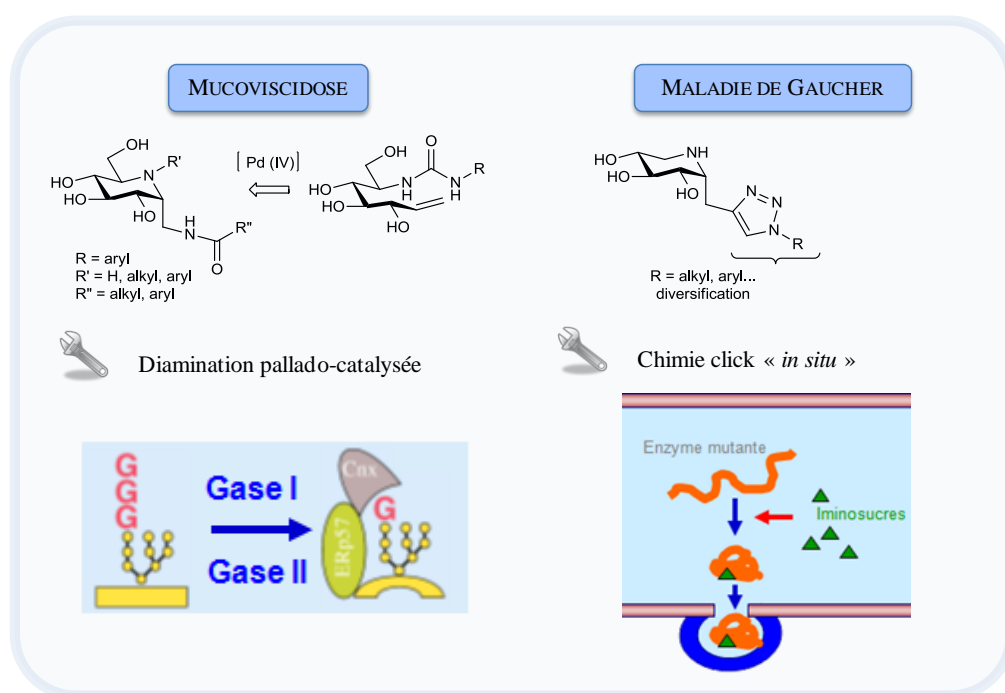 MUCOVISCIDOSE
MALADIE DE GAUCHER
OH
R'
N
HO
HO
HO
H
N
R"
O
[ Pd (IV) ]
OH
O
HO
N
H
N
H
R
HO
HO
R = aryl
R' = H, alkyl, aryl
R" = alkyl, aryl
HO
NH
HO
HO
N
N
N
R
R = alkyl, aryl...
diversification
Diamination pallado-catalysée
Chimie click « in situ »
G
G
G
Gase I
Gase II
Cnx
G
ERp57
Enzyme mutante
Iminosucres